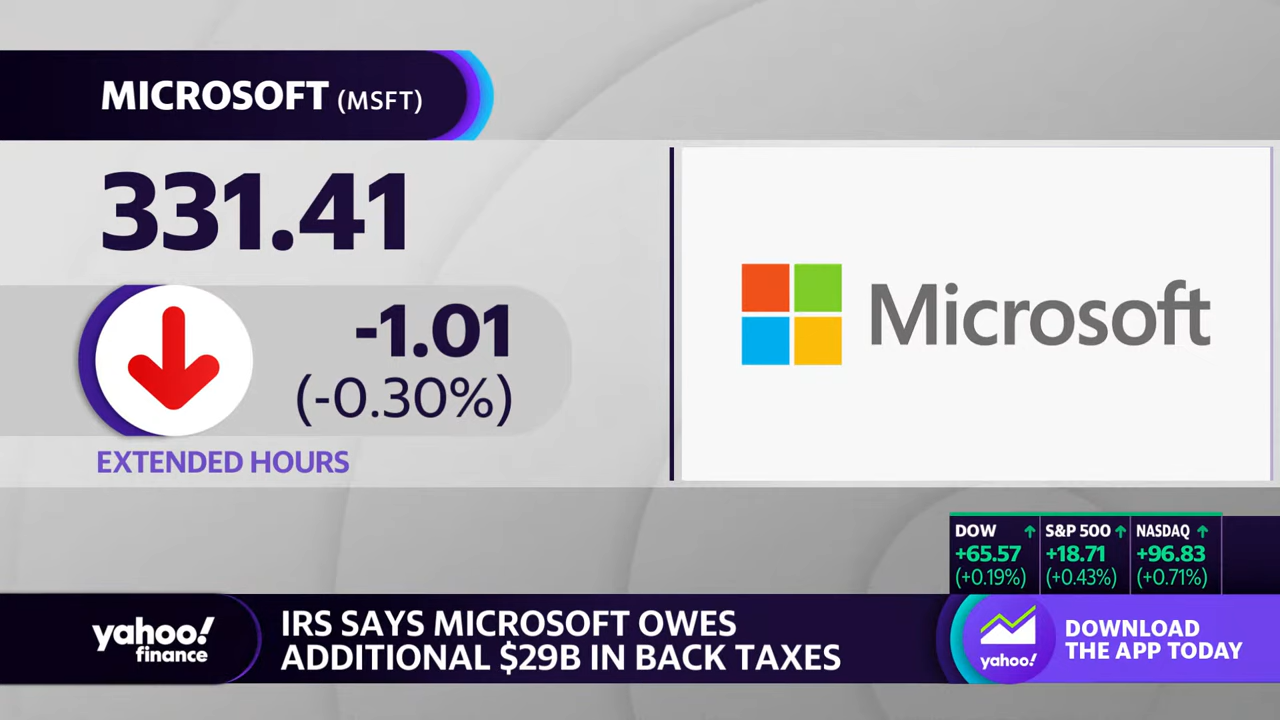 MICROSOFT (MSFT)
331.41
-1.01
(-0.30%)
EXTENDED HOURS
Microsoft
DOW
+65.57
(+0.19%)
S&P 500
+18.71
(+0.43%)
NASDAQ
+96.83
(+0.71%)
yahoo!
finance
IRS SAYS MICROSOFT OWES
ADDITIONAL $29B IN BACK TAXES
yahoo!
DOWNLOAD
THE APP TODAY